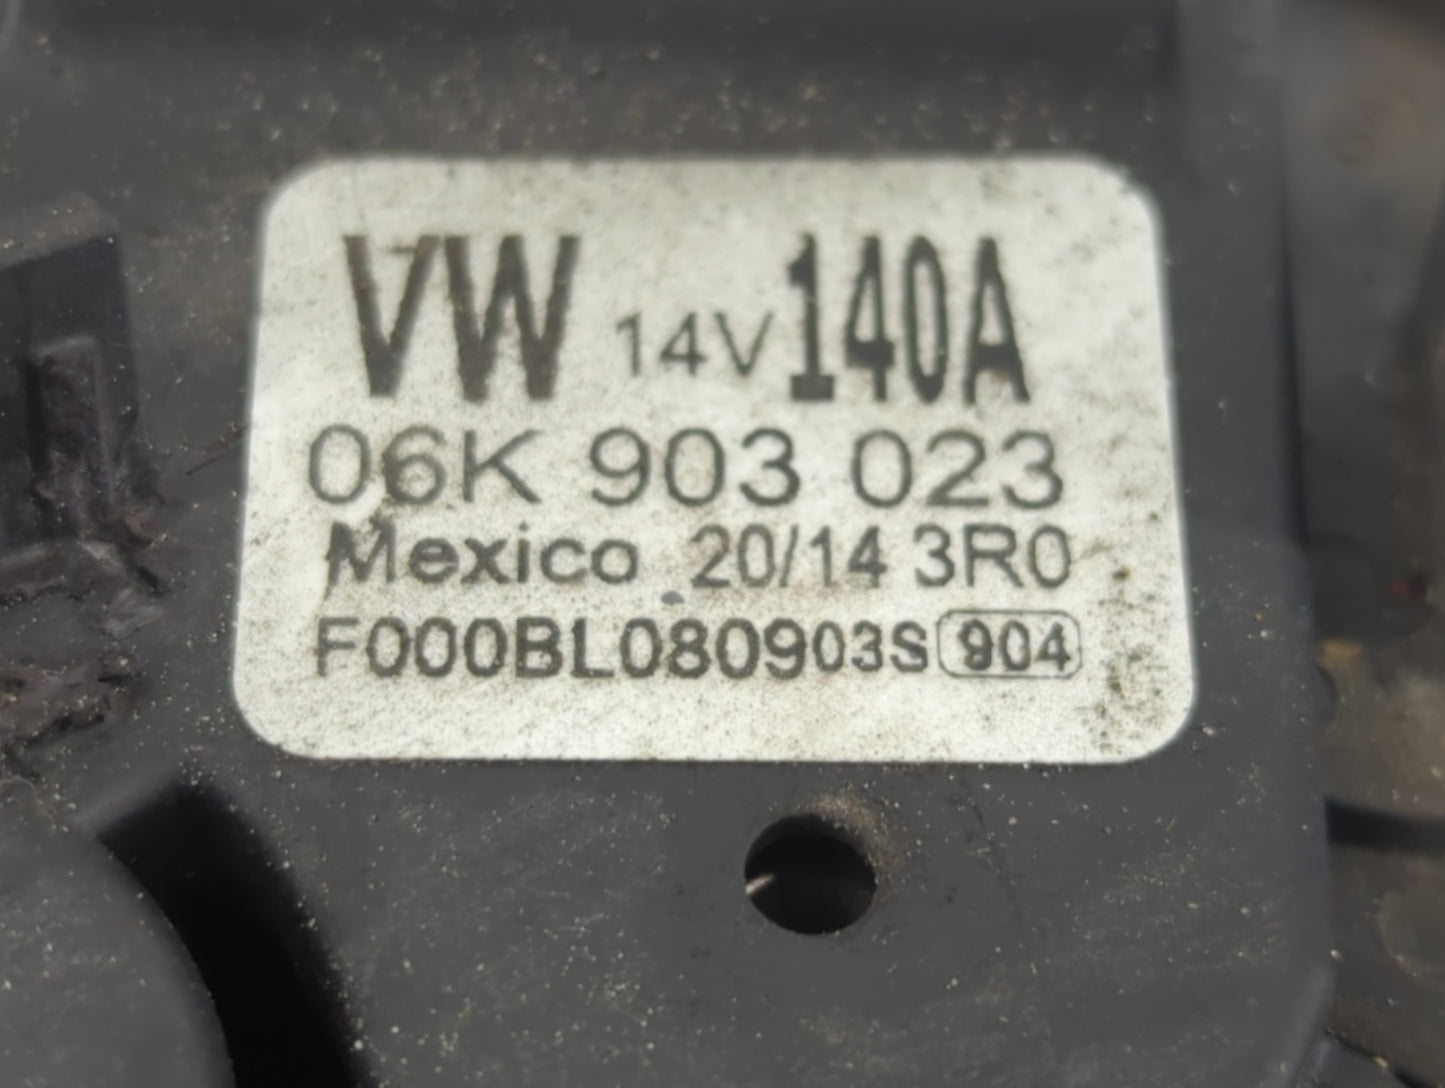 VW 14V 140A
06K 903 023
Mexico 20/14 3R0
F000BL080903S 904